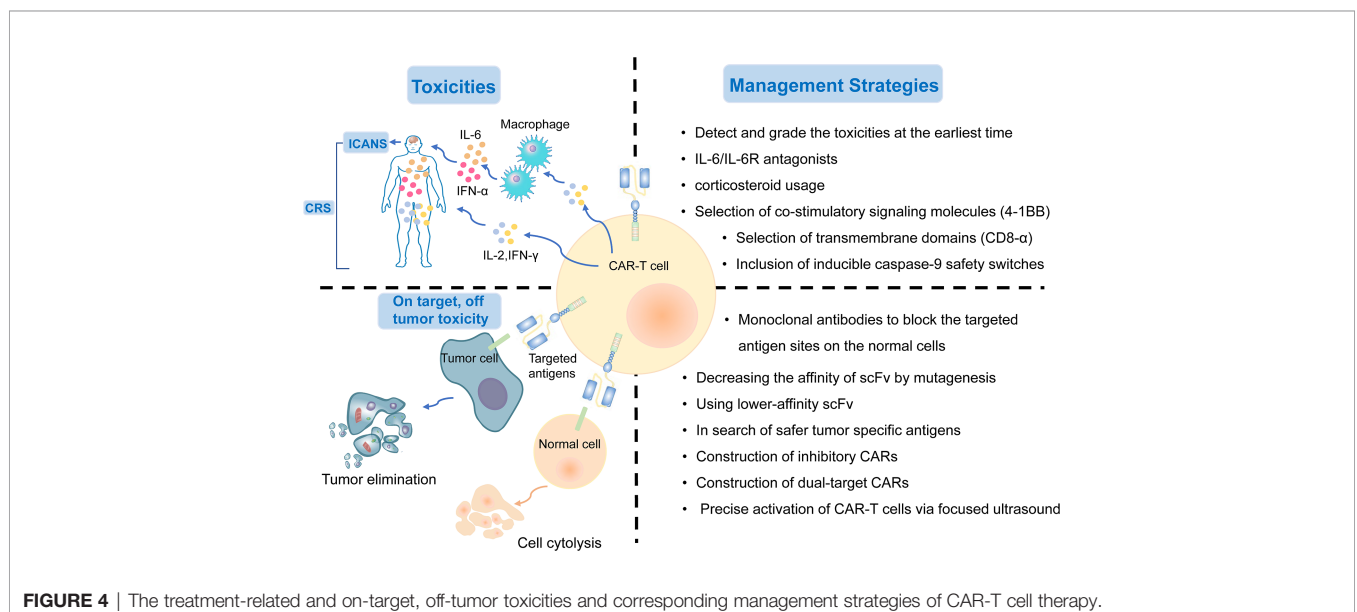 Toxicities
ICANS
IL-6
Macrophage
IFN-α
CRS
IL-2,IFN-γ
CAR-T cell
Management Strategies
• Detect and grade the toxicities at the earliest time
• IL-6/IL-6R antagonists
• corticosteroid usage
• Selection of co-stimulatory signaling molecules (4-1BB)
• Selection of transmembrane domains (CD8-α)
• Inclusion of inducible caspase-9 safety switches
On target, off
tumor toxicity
Tumor cell
Targeted
antigens
Normal cell
Tumor elimination
Cell cytolysis
• Monoclonal antibodies to block the targeted
antigen sites on the normal cells
• Decreasing the affinity of scFv by mutagenesis
• Using lower-affinity scFv
• In search of safer tumor specific antigens
• Construction of inhibitory CARs
• Construction of dual-target CARs
• Precise activation of CAR-T cells via focused ultrasound
FIGURE 4 | The treatment-related and on-target, off-tumor toxicities and corresponding management strategies of CAR-T cell therapy.